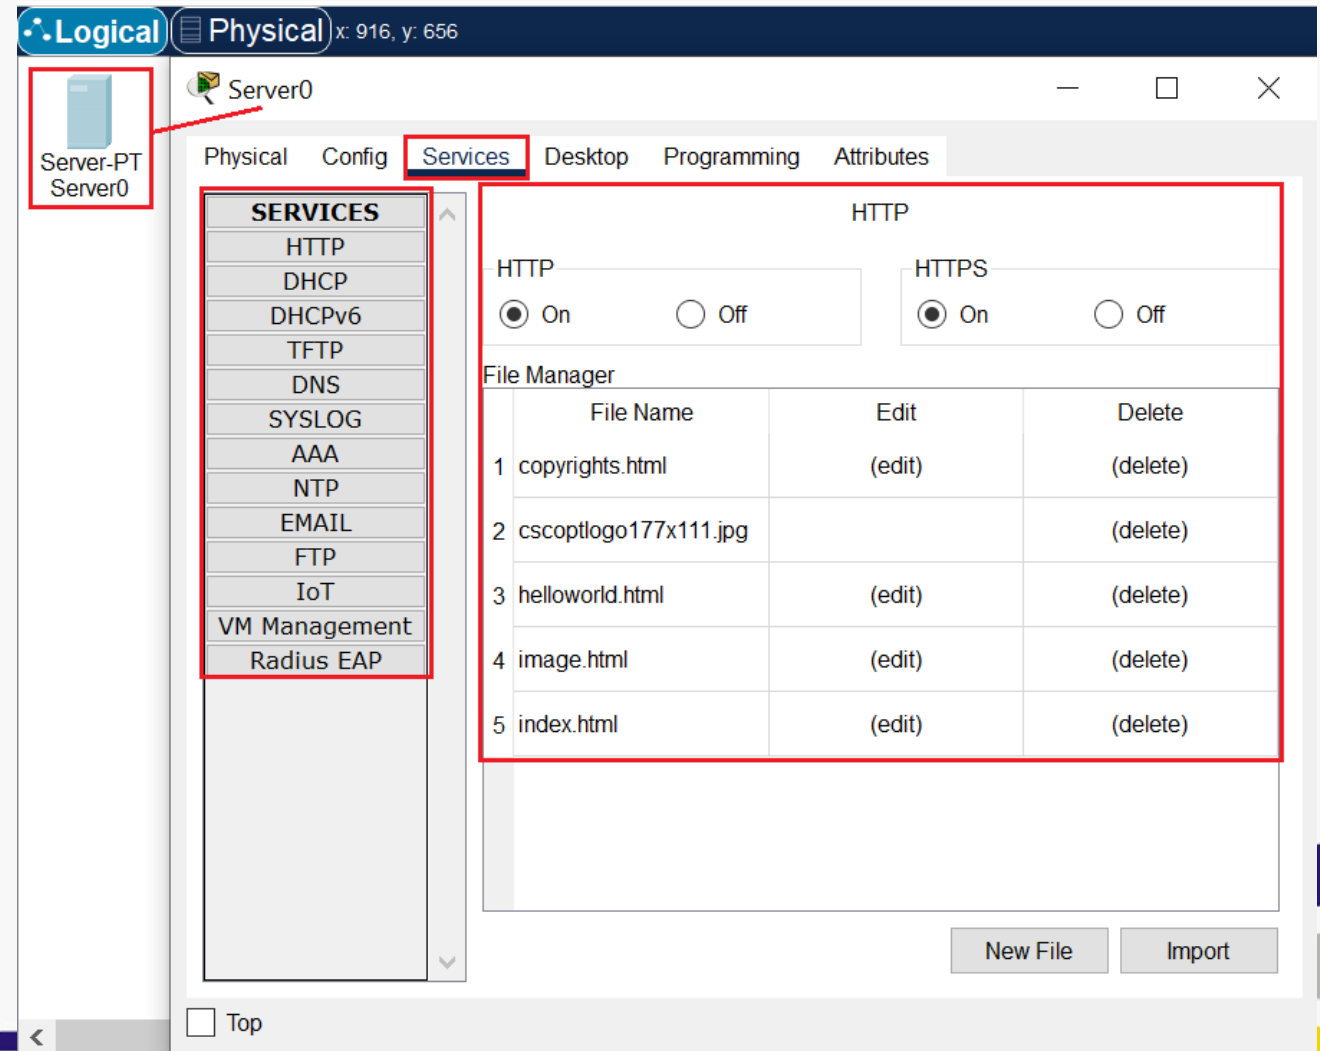 Logical Physical x: 916, y: 656
Server-PT
Server0
Server0
Physical Config Services Desktop Programming Attributes
SERVICES
HTTP
DHCP
DHCPv6
TFTP
DNS
SYSLOG
AAA
NTP
EMAIL
FTP
IoT
VM Management
Radius EAP
HTTP
HTTP HTTPS
On Off On Off
File Manager
File Name Edit Delete
1 copyrights.html (edit) (delete)
2 cscoptlogo177x111.jpg (delete)
3 helloworld.html (edit) (delete)
4 image.html (edit) (delete)
5 index.html (edit) (delete)
New File Import
Top